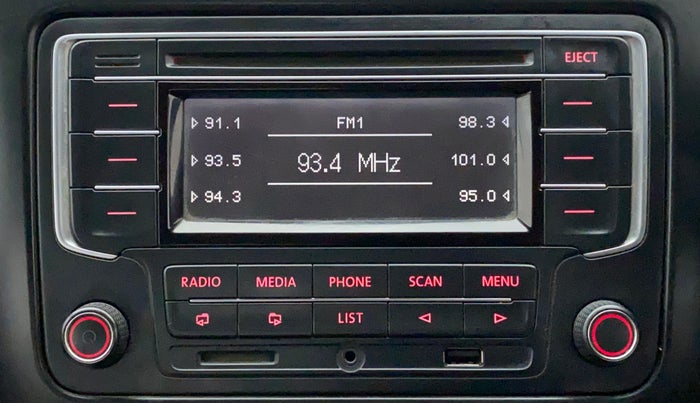 EJECT
91.1 FM1 98.3
93.5 93.4 MHz 101.0
94.3 95.0
RADIO MEDIA PHONE SCAN MENU
LIST